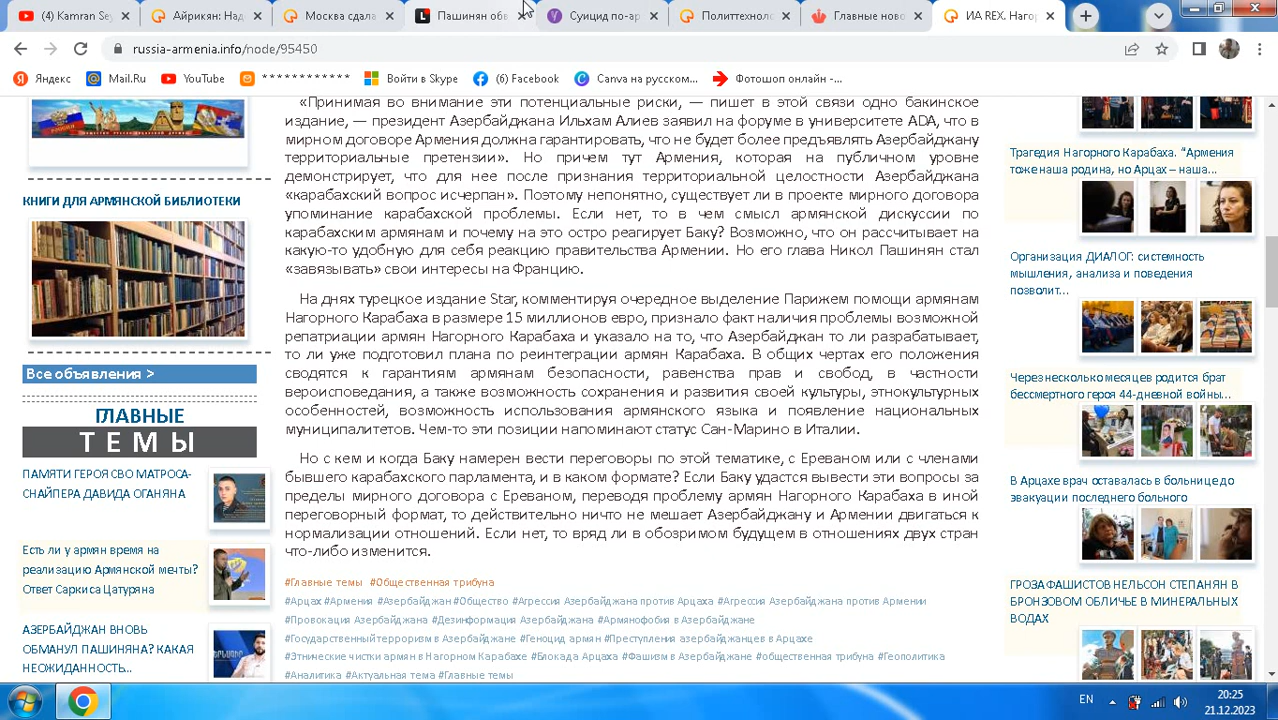 (4) Kamran Sey
Айрикян: Над
Москва сдала
Пашинян обв
Суицид по-ар
Политтехнол
Главные ново
ИА REX. Наго
russia-armenia.info/node/95450
Яндекс
Mail.Ru
YouTube
* * * * * * * * * * * *
Войти в Skype
(6) Facebook
Canva на русском...
Фотошоп онлайн -...
КНИГИ ДЛЯ АРМЯНСКОЙ БИБЛИОТЕКИ
Все объявления >
ГЛАВНЫЕ
ТЕМЫ
ПАМЯТИ ГЕРОЯ СВО МАТРОСА-
СНАЙПЕРА ДАВИДА ОГАНЯНА
Есть ли у армян время на
реализацию Армянской мечты?
Ответ Саркиса Цатуряна
АЗЕРБАЙДЖАН ВНОВЬ
ОБМАНУЛ ПАШИНЯНА? КАКАЯ
НЕОЖИДАННОСТЬ...
«Принимая во внимание эти потенциальные риски, — пишет в этой связи одно бакинское
издание, — президент Азербайджана Ильхам Алиев заявил на форуме в университете ADA, что в
мирном договоре Армения должна гарантировать, что не будет более предъявлять Азербайджану
территориальные претензии». Но причем тут Армения, которая на публичном уровне
демонстрирует, что для нее после признания территориальной целостности Азербайджана
«карабахский вопрос исчерпан». Поэтому непонятно, существует ли в проекте мирного договора
упоминание карабахской проблемы. Если нет, то в чем смысл армянской дискуссии по
карабахским армянам и почему на это остро реагирует Баку? Возможно, что он рассчитывает на
какую-то удобную для себя реакцию правительства Армении. Но его глава Никол Пашинян стал
«завязывать» свои интересы на Францию.
На днях турецкое издание Star, комментируя очередное выделение Парижем помощи армянам
Нагорного Карабаха в размере 15 миллионов евро, признало факт наличия проблемы возможной
репатриации армян Нагорного Карабаха и указало на то, что Азербайджан то ли разрабатывает,
то ли уже подготовил плана по реинтеграции армян Карабаха. В общих чертах его положения
сводятся к гарантиям армянам безопасности, равенства прав и свобод, в частности
вероисповедания, а также возможность сохранения и развития своей культуры, этнокультурных
особенностей, возможность использования армянского языка и появление национальных
муниципалитетов. Чем-то эти позиции напоминают статус Сан-Марино в Италии.
Но с кем и когда Баку намерен вести переговоры по этой тематике, с Ереваном или с членами
бывшего карабахского парламента, и в каком формате? Если Баку удастся вывести эти вопросы за
пределы мирного договора с Ереваном, переводя проблему армян Нагорного Карабаха в иной
переговорный формат, то действительно ничто не мешает Азербайджану и Армении двигаться к
нормализации отношений. Если нет, то вряд ли в обозримом будущем в отношениях двух стран
что-либо изменится.
#Главные темы #Общественная трибуна
#Арцах #Армения #Азербайджан #Общество #Агрессия Азербайджана против Арцаха #Агрессия Азербайджана против Армении
#Пропаганда Азербайджана #Дезинформация Азербайджана #Армянофобия в Азербайджане
#Государственный терроризм в Азербайджане #Геноцид армян #Преступления азербайджанцев в Арцахе
#Этнические чистки армян в Нагорном Карабахе #Блокада Арцаха #Фашизм в Азербайджане #общественная трибуна #Геополитика
#Аналитика #Актуальная тема #Главные темы
Трагедия Нагорного Карабаха. "Армения
тоже наша родина, но Арцах – наша...
Организация ДИАЛОГ: системность
мышления, анализа и поведения
позволит...
Через несколько месяцев родится брат
бессмертного героя 44-дневной войны...
В Арцахе врач оставалась в больнице до
эвакуации последнего больного
ГРОЗА ФАШИСТОВ НЕЛЬСОН СТЕПАНЯН В
БРОНЗОВОМ ОБЛИЧЬЕ В МИНЕРАЛЬНЫХ
ВОДАХ
EN
20:25
21.12.2023